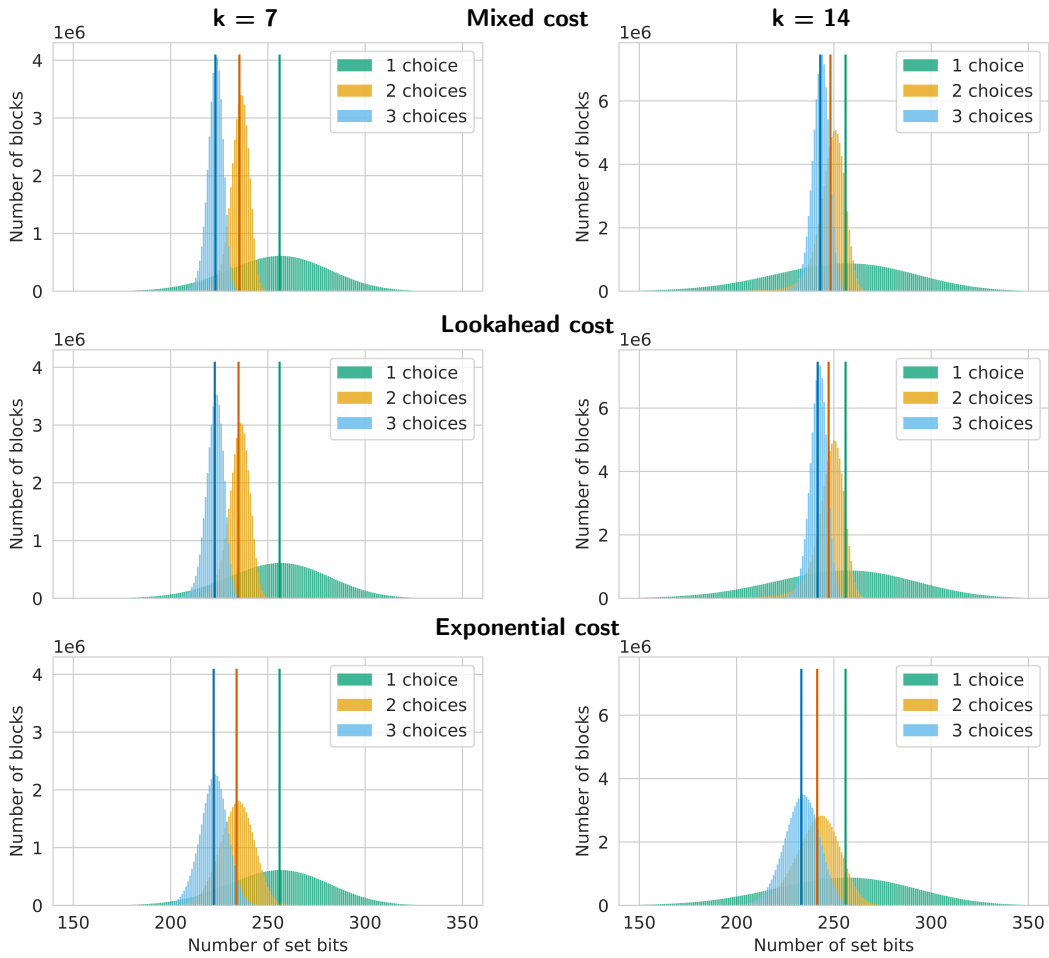 k = 7 Mixed cost k = 14
1e6 1e6
Number of blocks
4
3
2
1
0
1 choice
2 choices
3 choices
150 200 250 300 350
Number of blocks
6
4
2
0
1 choice
2 choices
3 choices
Lookahead cost
1e6 1e6
Number of blocks
4
3
2
1
0
1 choice
2 choices
3 choices
Number of blocks
6
4
2
0
1 choice
2 choices
3 choices
Exponential cost
1e6 1e6
Number of blocks
4
3
2
1
0
1 choice
2 choices
3 choices
150 200 250 300 350
Number of set bits
Number of blocks
6
4
2
0
1 choice
2 choices
3 choices
150 200 250 300 350
Number of set bits